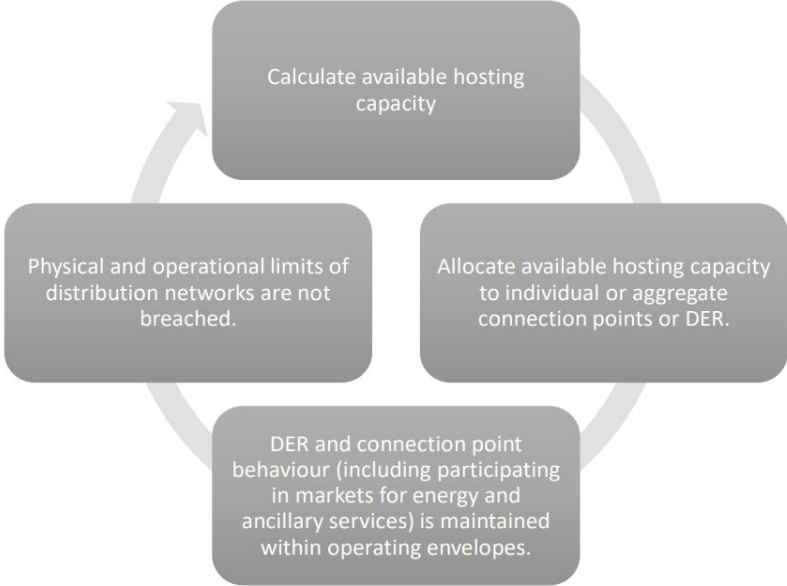 Calculate available hosting
capacity
Allocate available hosting capacity
to individual or aggregate
connection points or DER.
DER and connection point
behaviour (including participating
in markets for energy and
ancillary services) is maintained
within operating envelopes.
Physical and operational limits of
distribution networks are not
breached.